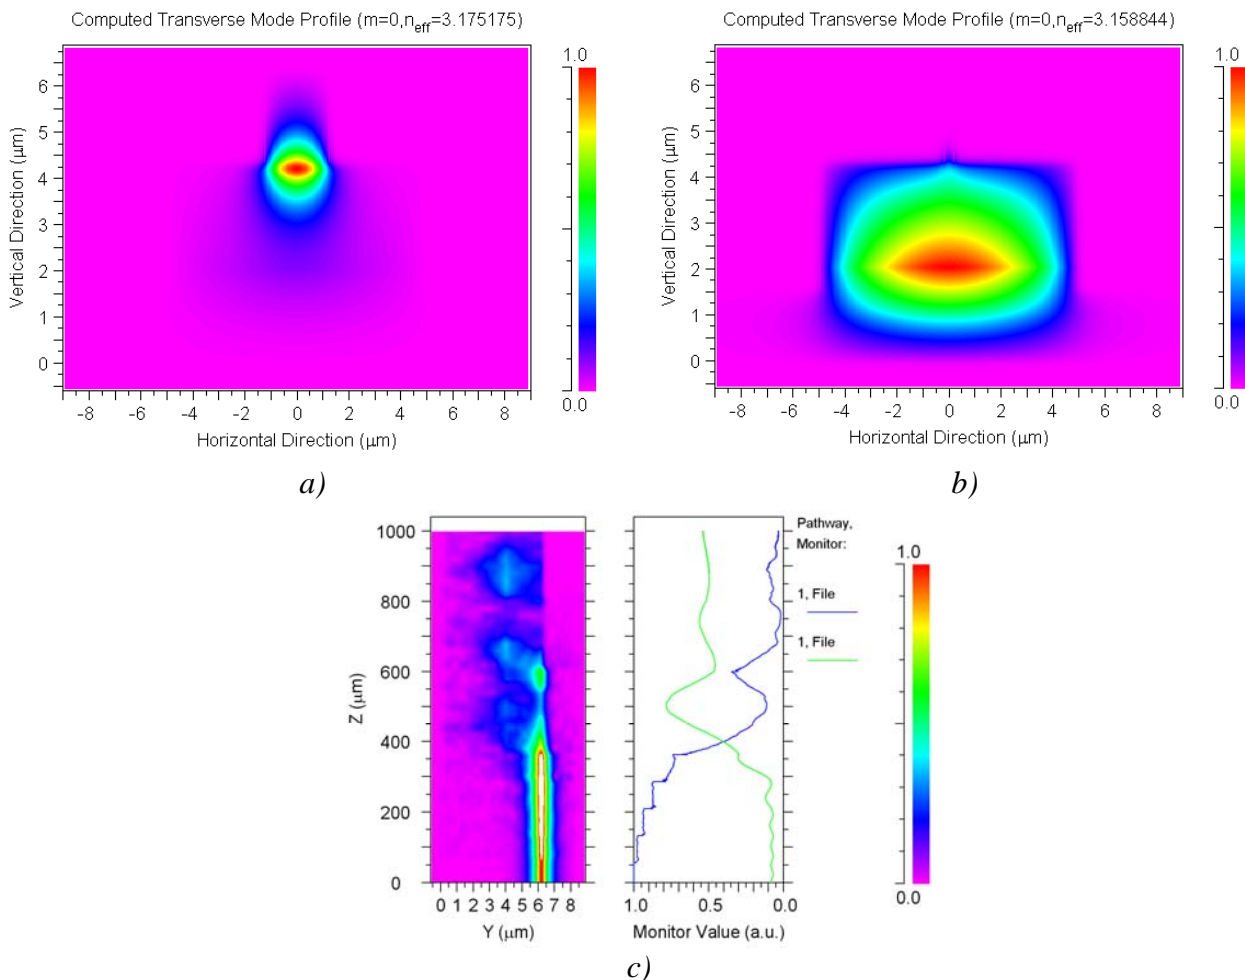 Computed Transverse Mode Profile (m=0,neff=3.175175)
1.0
6
5
4
3
2
1
0
Vertical Direction (µm)
-8 -6 -4 -2 0 2 4 6 8
0.0
Horizontal Direction (µm)
a)
Computed Transverse Mode Profile (m=0,neff=3.158844)
1.0
6
5
4
3
2
1
0
Vertical Direction (µm)
-8 -6 -4 -2 0 2 4 6 8
0.0
Horizontal Direction (µm)
b)
1000
800
600
400
200
0
Z (µm)
0 1 2 3 4 5 6 7 8
Y (µm)
1.0 0.5 0.0
Monitor Value (a.u.)
Pathway,
Monitor:
1, File
1, File
1.0
0.0
c)